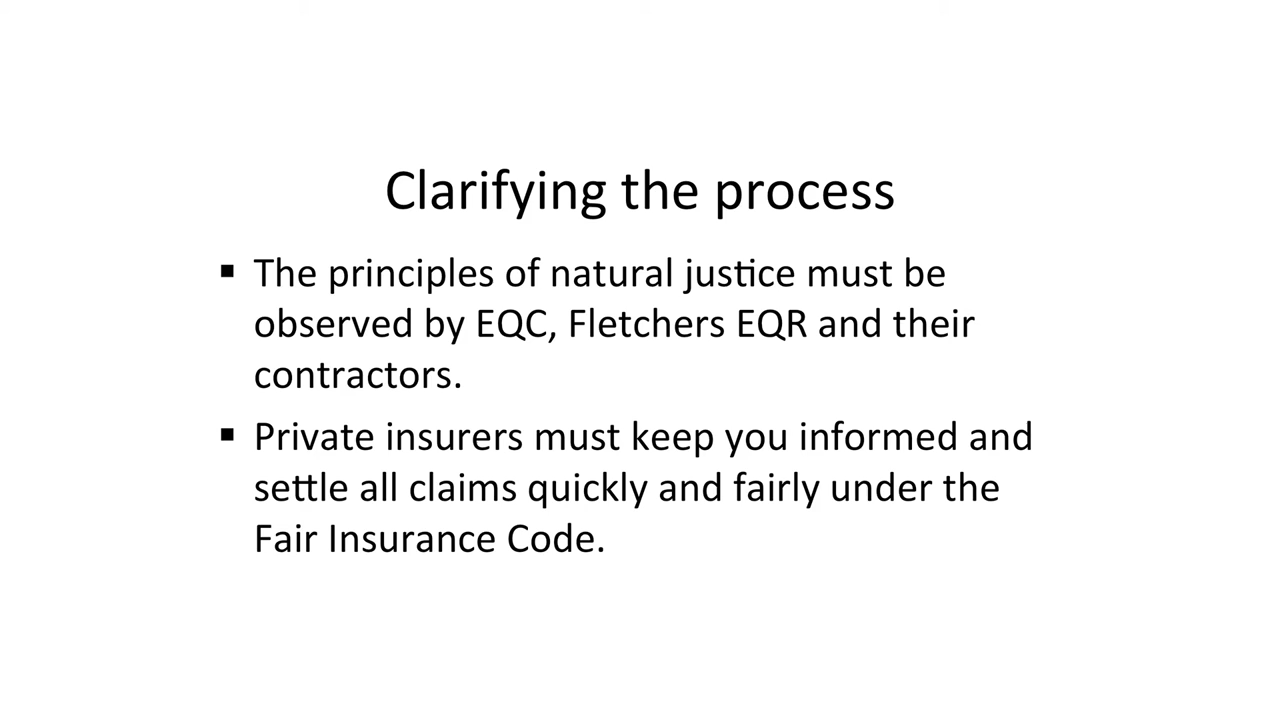 Clarifying the process
▪ The principles of natural justice must be
observed by EQC, Fletchers EQR and their
contractors.
▪ Private insurers must keep you informed and
settle all claims quickly and fairly under the
Fair Insurance Code.